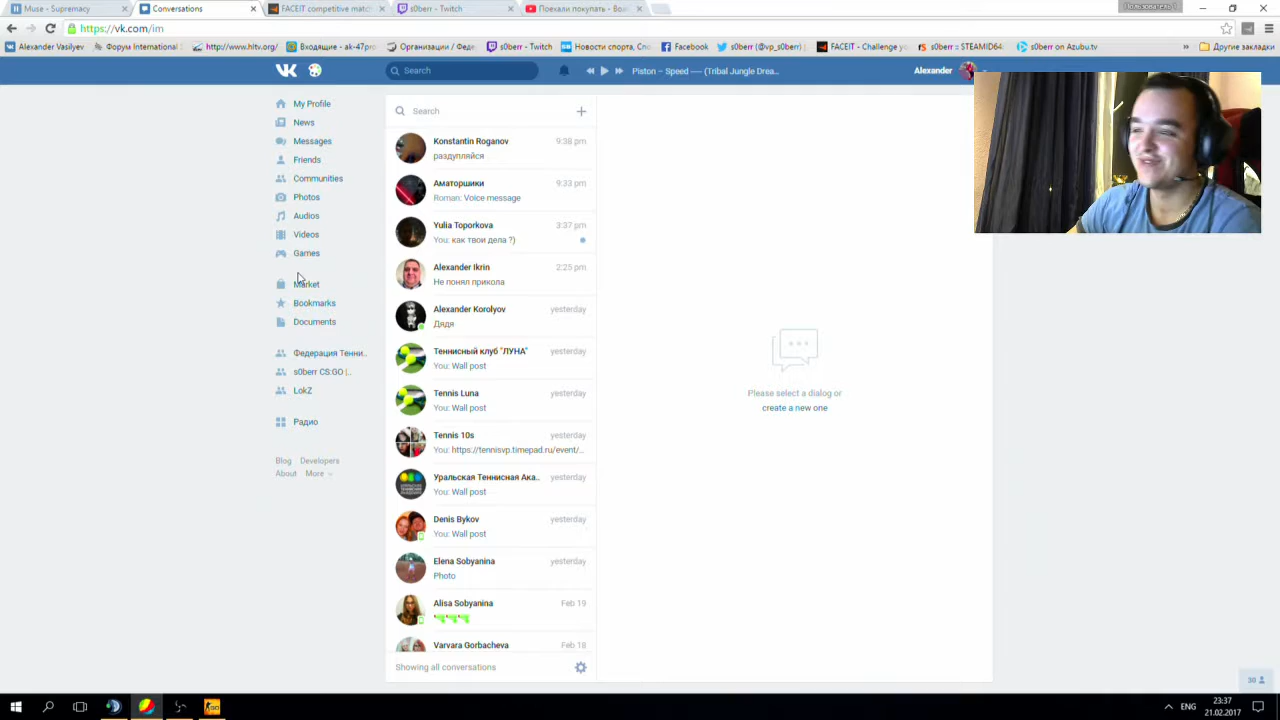 Muse - Supremacy
Conversations
FACEIT competitive match
s0berr - Twitch
Поехали покупать - Boa
Пользователь 1
https://vk.com/im
Alexander Vasilyev
Форум International S
http://www.hltv.org/
Входящие - ak-47pro
Организации / Феде
s0berr - Twitch
Новости спорта, Спо
Facebook
s0berr (@vp_s0berr) |
FACEIT - Challenge yo
s0berr :: STEAMID64:
s0berr on Azubu.tv
»
Другие закладки
Search
Piston – Speed ---- (Tribal Jungle Drea...
Alexander
My Profile
News
Messages
Friends
Communities
Photos
Audios
Videos
Games
Market
Bookmarks
Documents
Федерация Тенни..
s0berr CS:GO |..
LokZ
Радио
Blog Developers
About More
Search
Konstantin Roganov 9:38 pm
раздупляйся
Аматоршики 9:33 pm
Roman: Voice message
Yulia Toporkova 3:37 pm
You: как твои дела ?)
Alexander Ikrin 2:25 pm
Не понял прикола
Alexander Korolyov yesterday
Дядя
Теннисный клуб "ЛУНА" yesterday
You: Wall post
Tennis Luna yesterday
You: Wall post
Tennis 10s yesterday
You: https://tennisvp.timepad.ru/event/..
Уральская Теннисная Ака.. yesterday
You: Wall post
Denis Bykov yesterday
You: Wall post
Elena Sobyanina yesterday
Photo
Alisa Sobyanina Feb 19
Varvara Gorbacheva Feb 18
Showing all conversations
Please select a dialog or
create a new one
30
ENG
23:37
21.02.2017